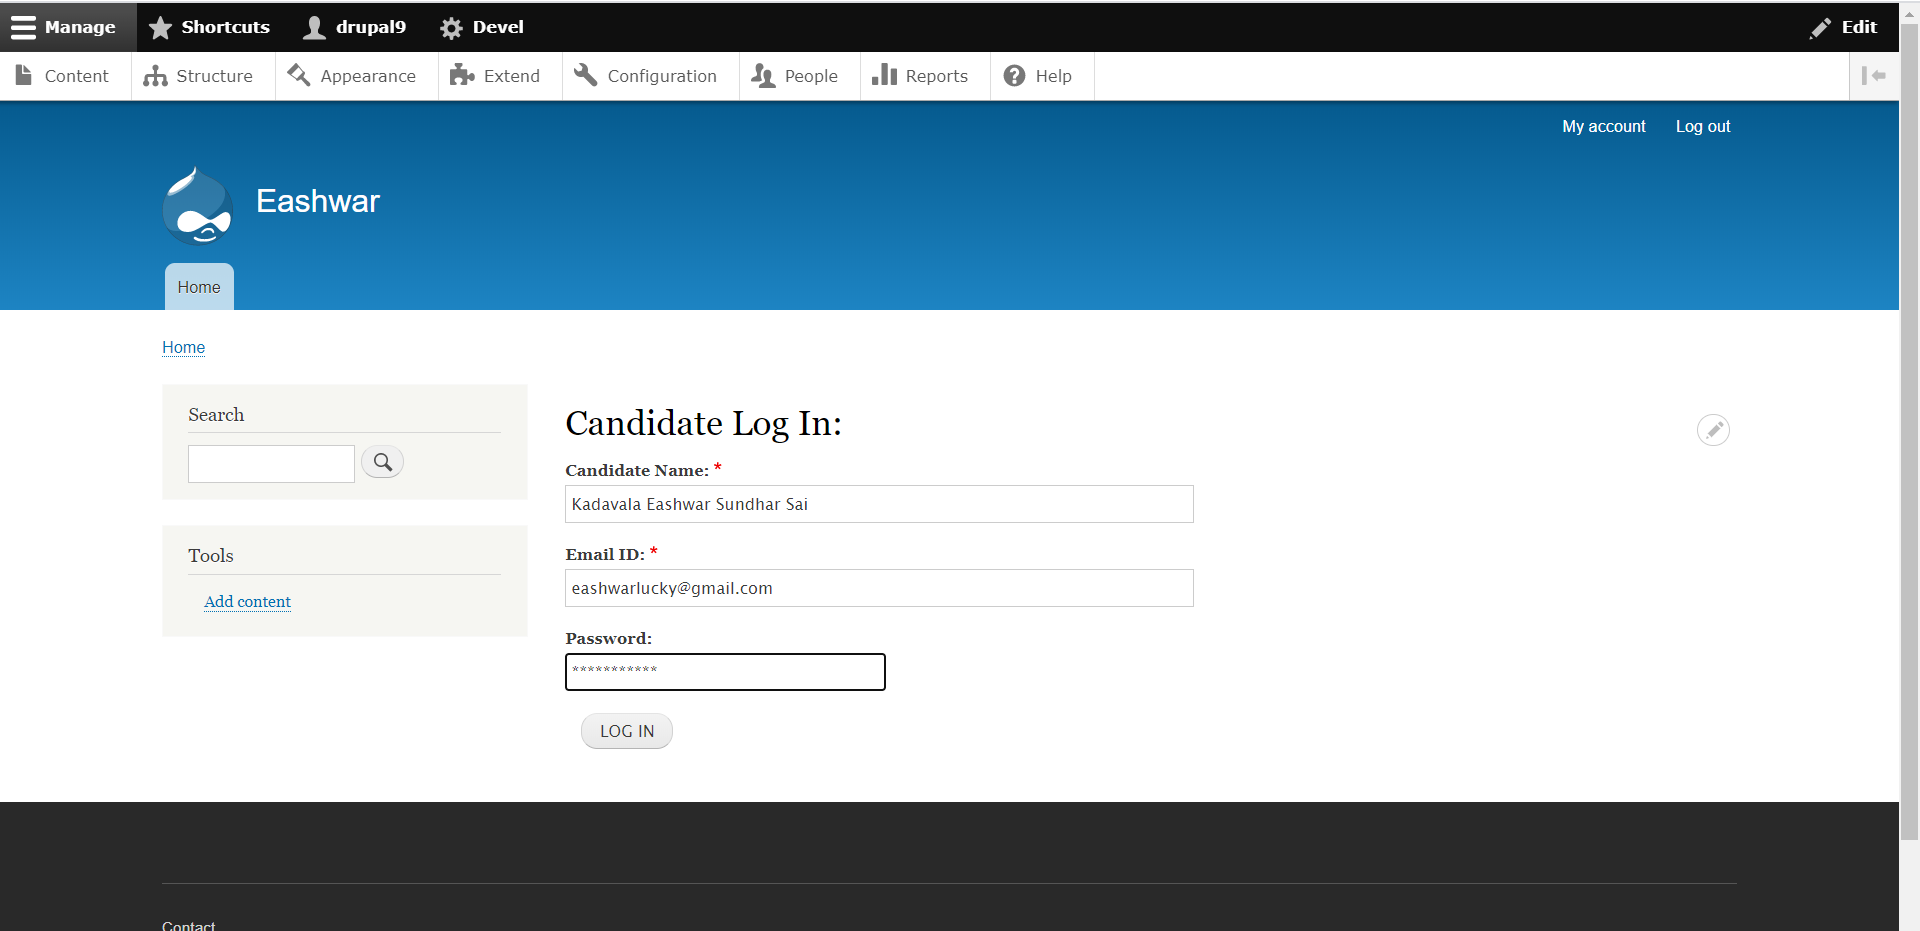 Manage Shortcuts drupal9 Devel Edit
Content Structure Appearance Extend Configuration People Reports Help
My account Log out
Eashwar
Home
Home
Search
Candidate Log In:
Candidate Name: *
Kadavala Eashwar Sundhar Sai
Email ID: *
eashwarlucky@gmail.com
Tools
Add content
Password:
***********
LOG IN
Contact